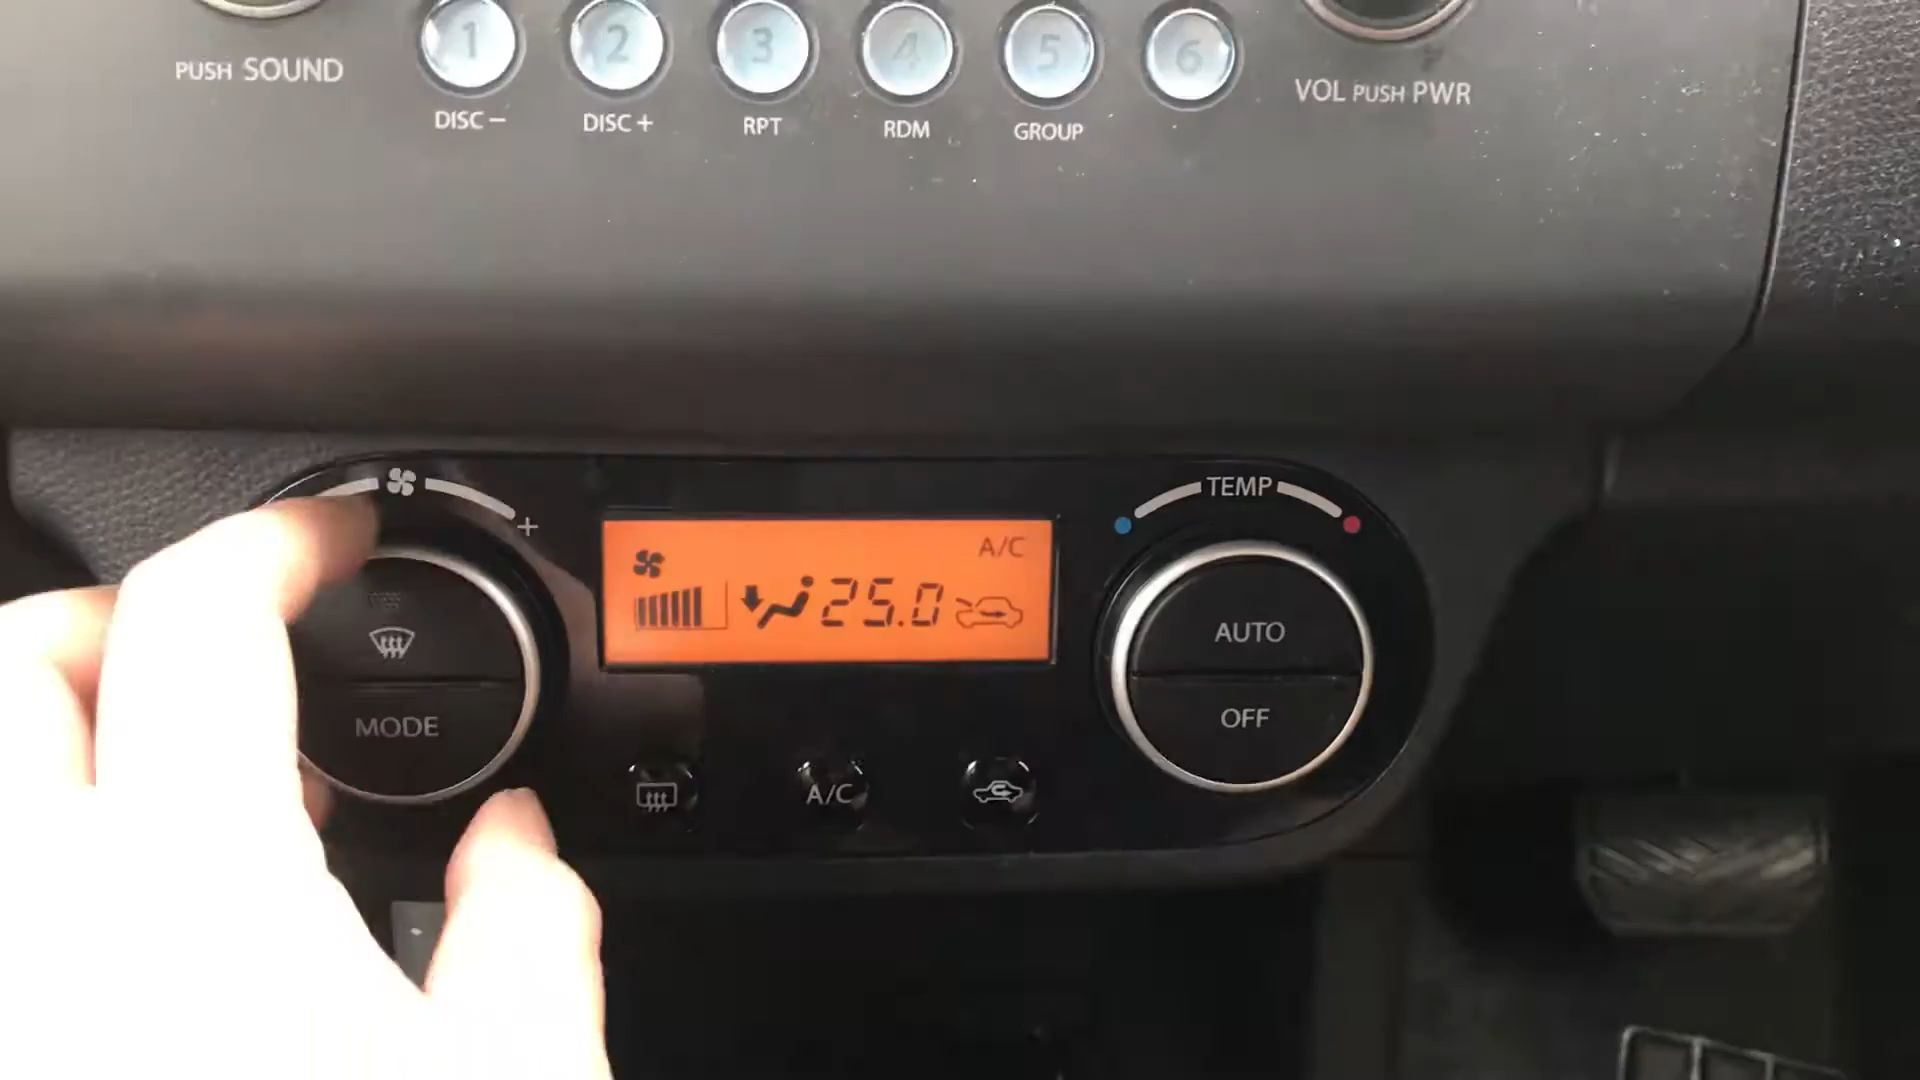 PUSH SOUND
1 2 3 4 5 6
DISC − DISC + RPT RDM GROUP
VOL PUSH PWR
+
TEMP
A/C
25.0
MODE
AUTO
OFF
A/C